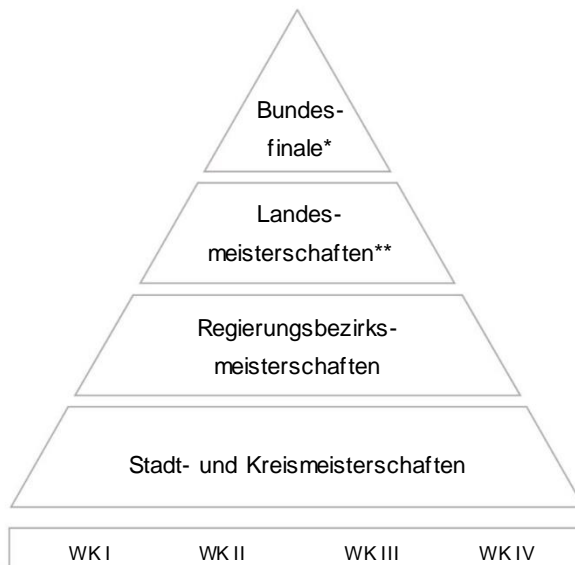 Bundes-
finale*
Landes-
meisterschaften**
Regierungsbezirks-
meisterschaften
Stadt- und Kreismeisterschaften
WK I WK II WK III WK IV